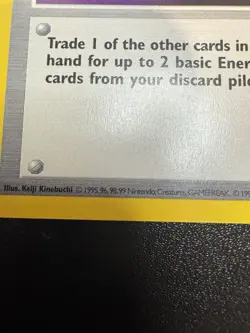 Trade 1 of the other cards in
hand for up to 2 basic Ener
cards from your discard pil
Illus. Keiji Kinebuchi © 1995, 96, 98, 99 Nintendo, Creatures, GAMEFREAK. © 19